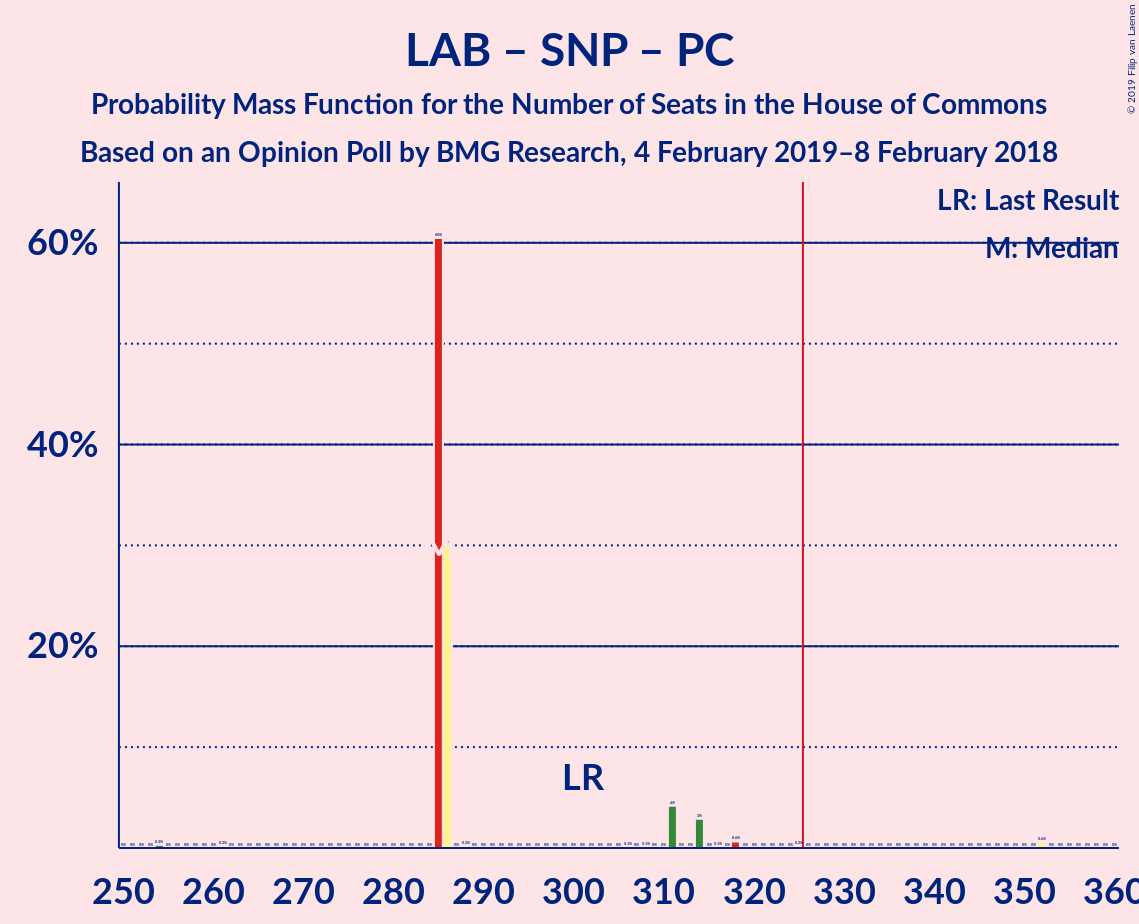 LAB – SNP – PC
Probability Mass Function for the Number of Seats in the House of Commons
Based on an Opinion Poll by BMG Research, 4 February 2019–8 February 2018
© 2019 Filip van Laenen
LR: Last Result
M: Median
60%
40%
20%
M
LR
250 260 270 280 290 300 310 320 330 340 350 360